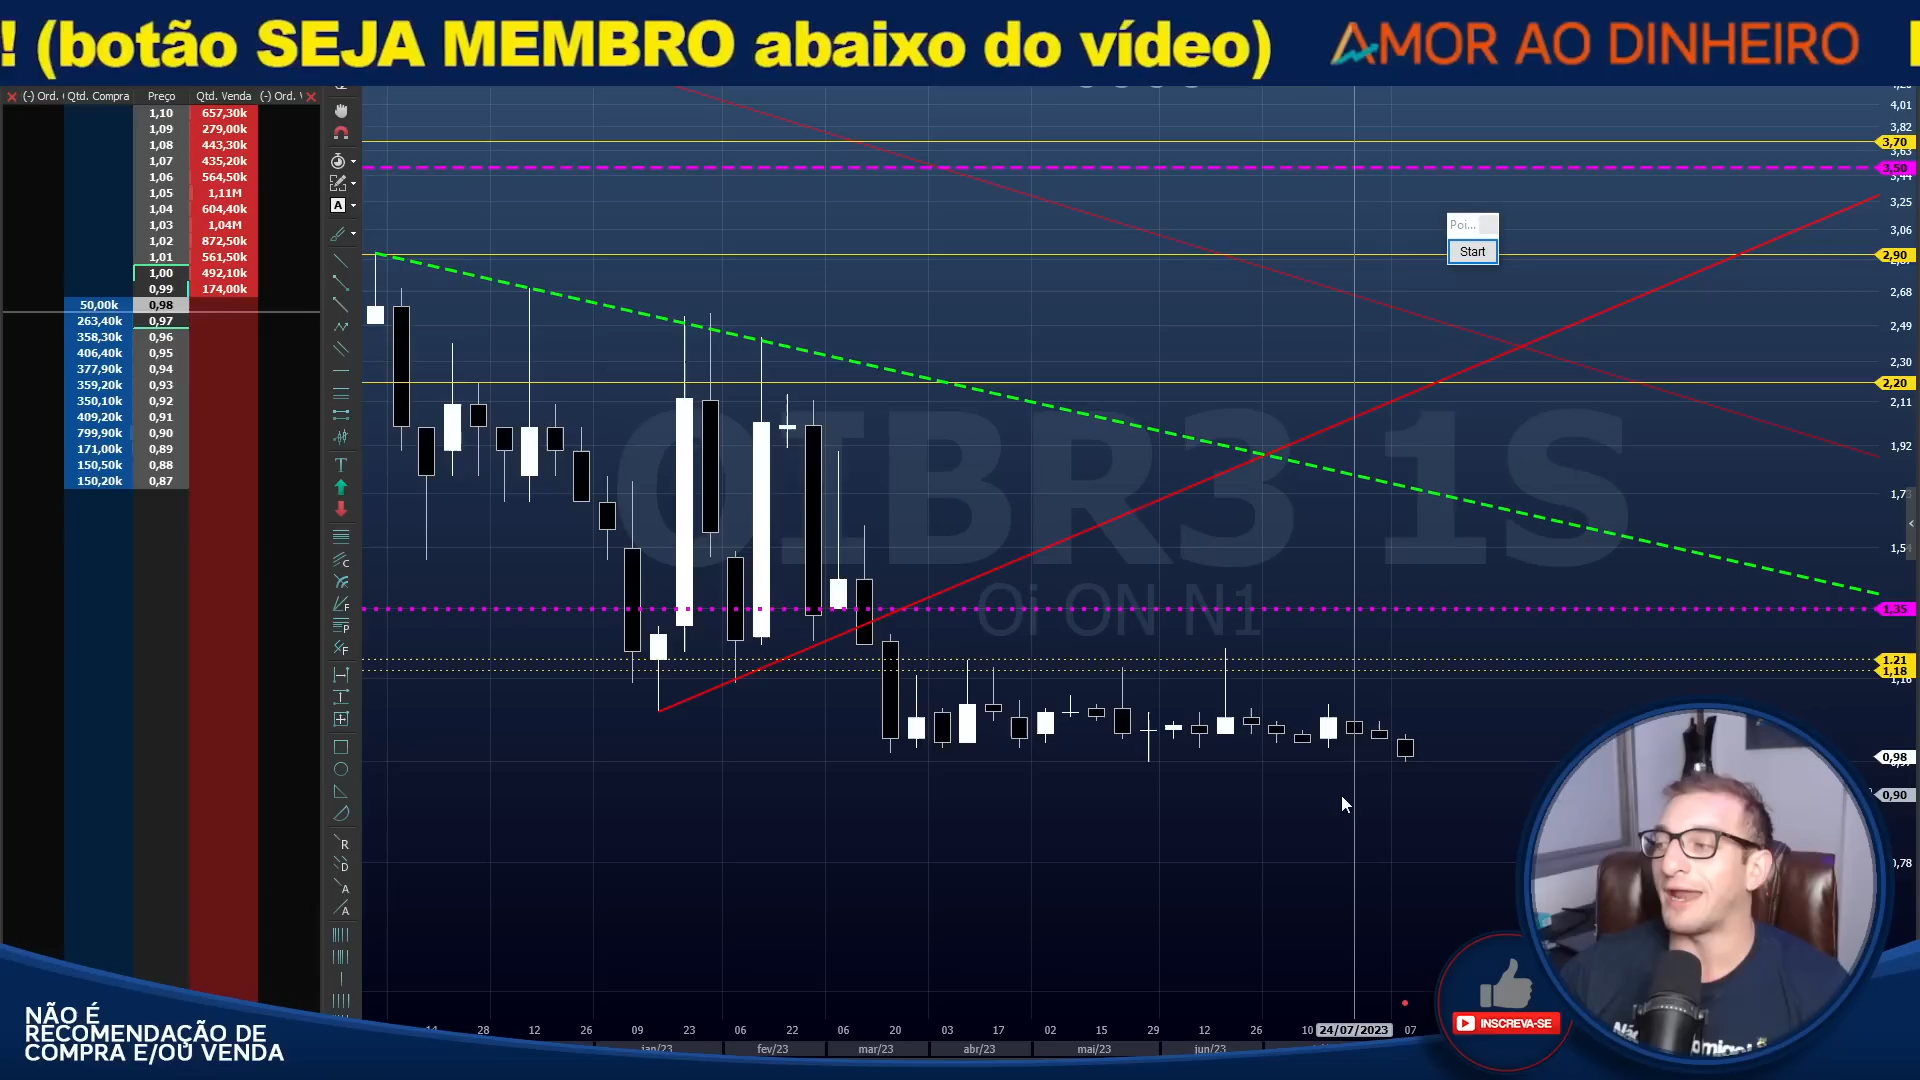 ! (botão SEJA MEMBRO abaixo do vídeo)
AMOR AO DINHEIRO
(-) Ord. Qtd. Compra Preço Qtd. Venda (-) Ord.
1,10 657,30k
1,09 279,00k
1,08 443,30k
1,07 435,20k
1,06 564,50k
1,05 1,11M
1,04 604,40k
1,03 1,04M
1,02 872,50k
1,01 561,50k
1,00 492,10k
0,99 174,00k
50,00k 0,98
263,40k 0,97
358,30k 0,96
406,40k 0,95
377,90k 0,94
359,20k 0,93
350,10k 0,92
409,20k 0,91
799,90k 0,90
171,00k 0,89
150,50k 0,88
150,20k 0,87
OIBR3 1S
Oi ON N1
Poi...
Start
4,01
3,82
3,70
3,63
3,50
3,44
3,25
3,06
2,90
2,68
2,49
2,30
2,20
2,11
1,92
1,35
1.21
1,18
1,16
0,98
0,90
0,78
14 28 12 26 09 23 06 22 06 20 03 17 02 15 29 12 26 10 24/07/2023 07
jan/23 fev/23 mar/23 abr/23 mai/23 jun/23
NÃO É
RECOMENDAÇÃO DE
COMPRA E/OU VENDA
INSCREVA-SE